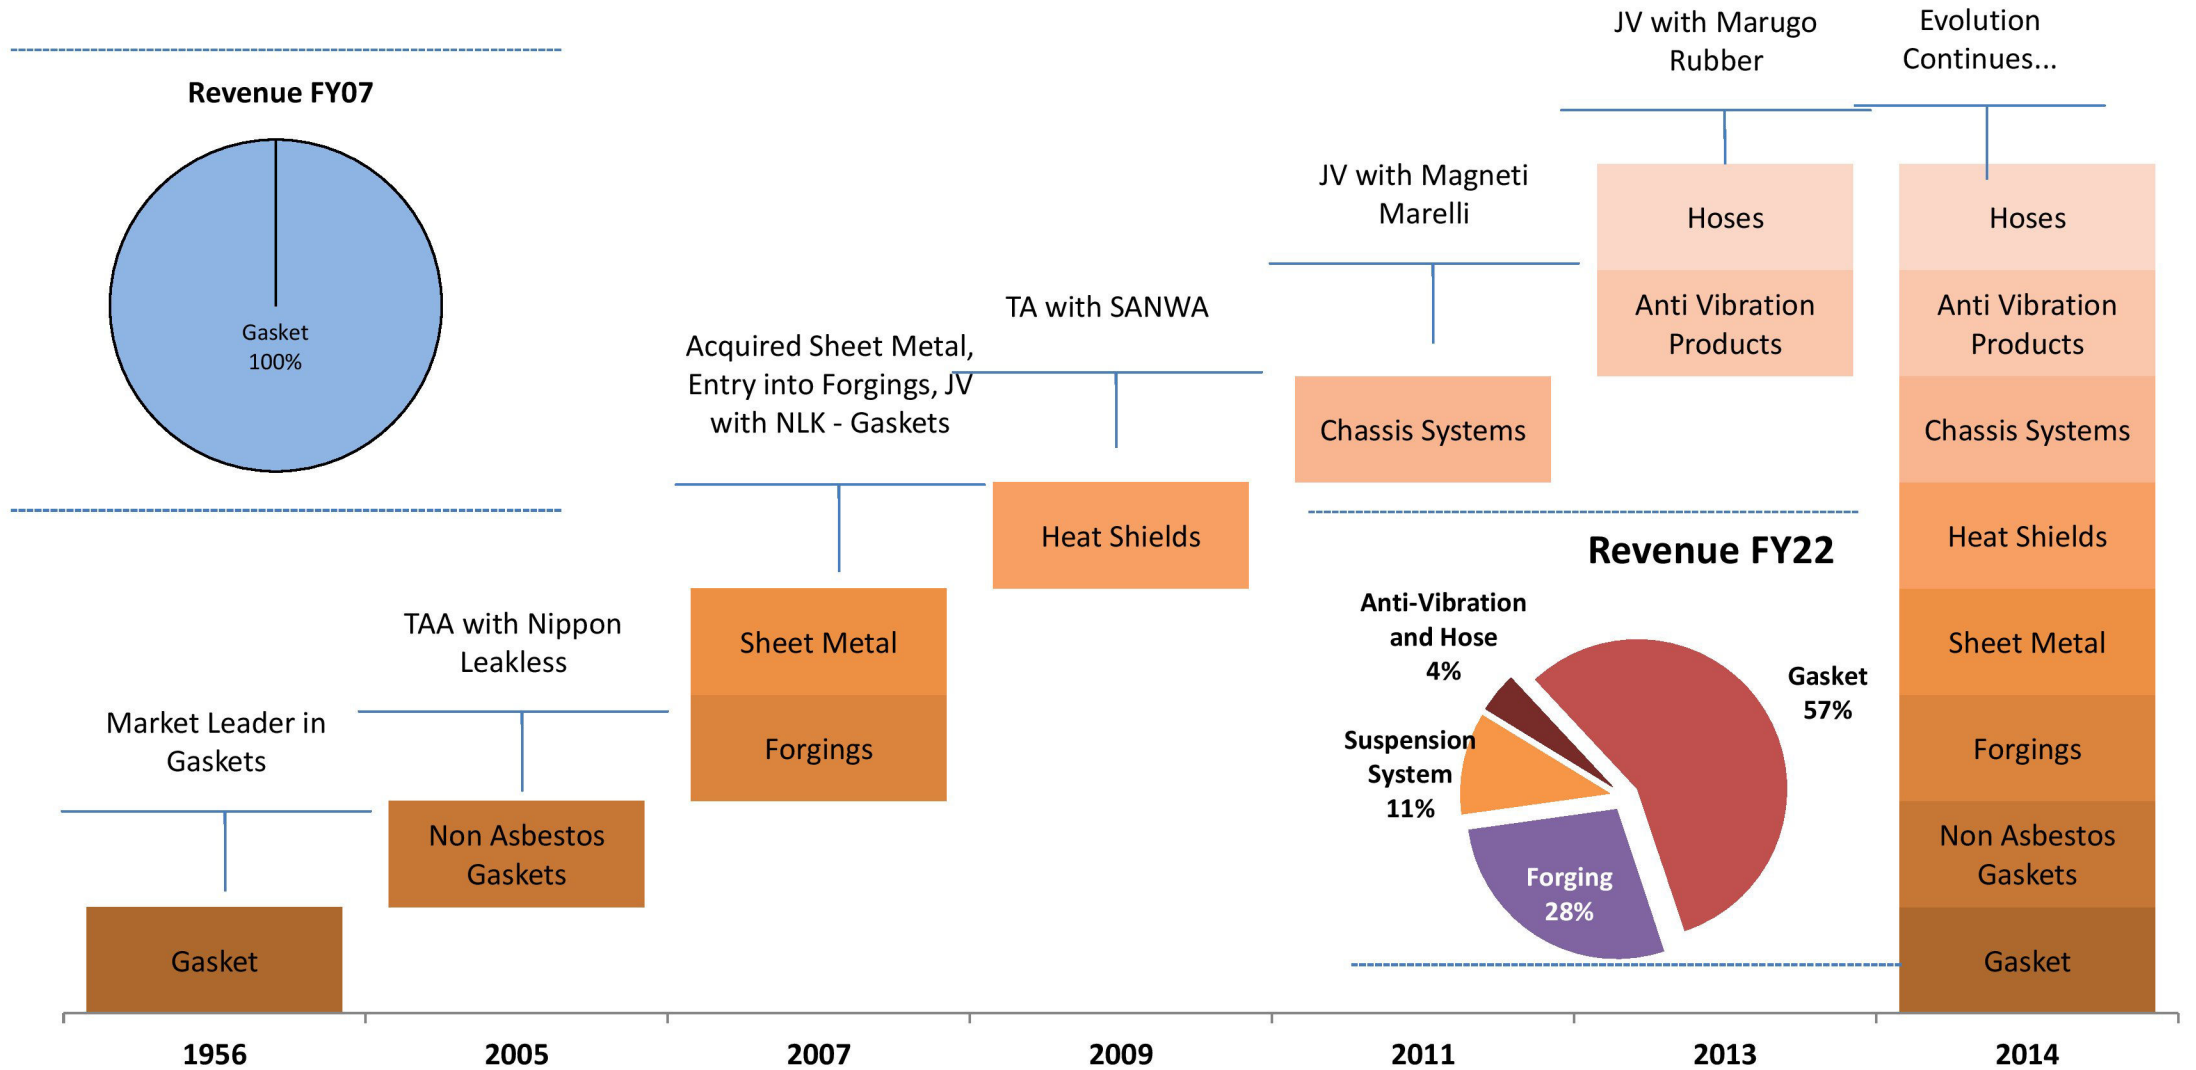 Revenue FY07
Gasket
100%
Market Leader in
Gaskets
Gasket
TAA with Nippon
Leakless
Non Asbestos
Gaskets
Acquired Sheet Metal,
Entry into Forgings, JV
with NLK - Gaskets
Sheet Metal
Forgings
TA with SANWA
Heat Shields
JV with Magneti
Marelli
Chassis Systems
JV with Marugo
Rubber
Hoses
Anti Vibration
Products
Evolution
Continues...
Hoses
Anti Vibration
Products
Chassis Systems
Heat Shields
Sheet Metal
Forgings
Non Asbestos
Gaskets
Gasket
Revenue FY22
Anti-Vibration
and Hose
4%
Gasket
57%
Suspension
System
11%
Forging
28%
1956
2005
2007
2009
2011
2013
2014